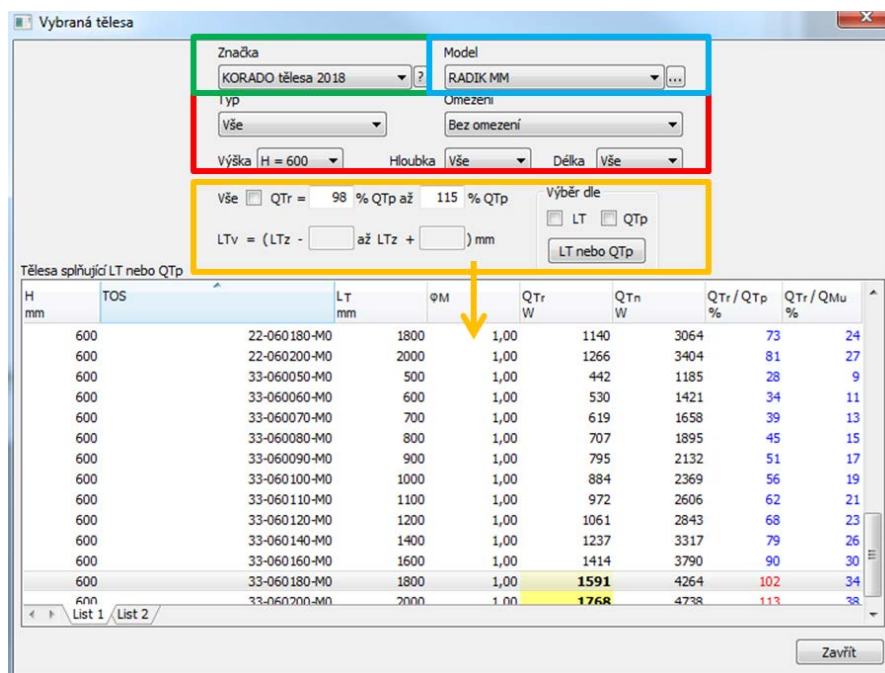 Vybraná tělesa
Značka Model
KORADO tělesa 2018 ? RADIK MM ...
Typ Omezení
Vše Bez omezení
Výška H = 600 Hloubka Vše Délka Vše
Vše QTr = 98 % QTp až 115 % QTp Výběr dle
LT QTp
LTv = (LTz - až LTz + ) mm LT nebo QTp
Tělesa splňující LT nebo QTp
H TOS LT φM QTr QTn QTr / QTp QTr / QMu
mm mm W W % %
600 22-060180-M0 1800 1,00 1140 3064 73 24
600 22-060200-M0 2000 1,00 1266 3404 81 27
600 33-060050-M0 500 1,00 442 1185 28 9
600 33-060060-M0 600 1,00 530 1421 34 11
600 33-060070-M0 700 1,00 619 1658 39 13
600 33-060080-M0 800 1,00 707 1895 45 15
600 33-060090-M0 900 1,00 795 2132 51 17
600 33-060100-M0 1000 1,00 884 2369 56 19
600 33-060110-M0 1100 1,00 972 2606 62 21
600 33-060120-M0 1200 1,00 1061 2843 68 23
600 33-060140-M0 1400 1,00 1237 3317 79 26
600 33-060160-M0 1600 1,00 1414 3790 90 30
600 33-060180-M0 1800 1,00 1591 4264 102 34
600 33-060200-M0 2000 1,00 1768 4738 113 38
List 1 List 2
Zavřít